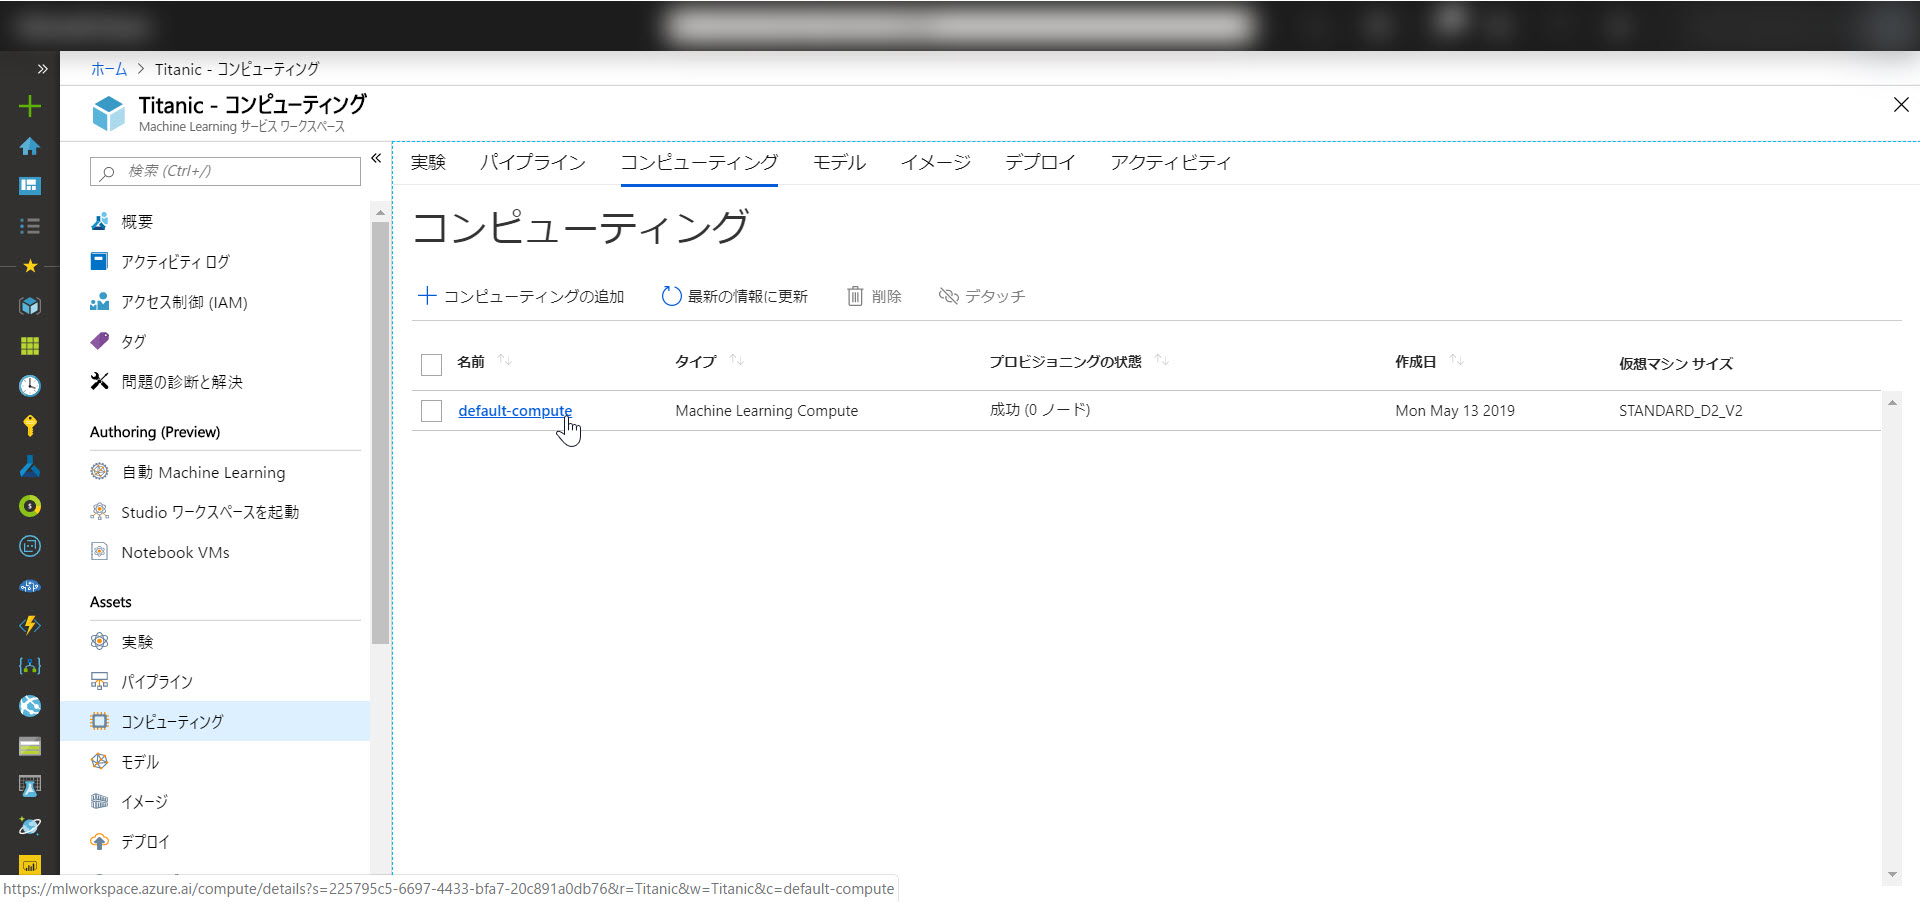 ホーム > Titanic - コンピューティング
Titanic - コンピューティング
Machine Learning サービス ワークスペース
検索 (Ctrl+/)
概要
アクティビティ ログ
アクセス制御 (IAM)
タグ
問題の診断と解決
Authoring (Preview)
自動 Machine Learning
Studio ワークスペースを起動
Notebook VMs
Assets
実験
パイプライン
コンピューティング
モデル
イメージ
デプロイ
実験 パイプライン コンピューティング モデル イメージ デプロイ アクティビティ
コンピューティング
コンピューティングの追加 最新の情報に更新 削除 デタッチ
名前 タイプ プロビジョニングの状態 作成日 仮想マシン サイズ
default-compute Machine Learning Compute 成功 (0 ノード) Mon May 13 2019 STANDARD_D2_V2
https://mlworkspace.azure.ai/compute/details?s=225795c5-6697-4433-bfa7-20c891a0db76&r=Titanic&w=Titanic&c=default-compute